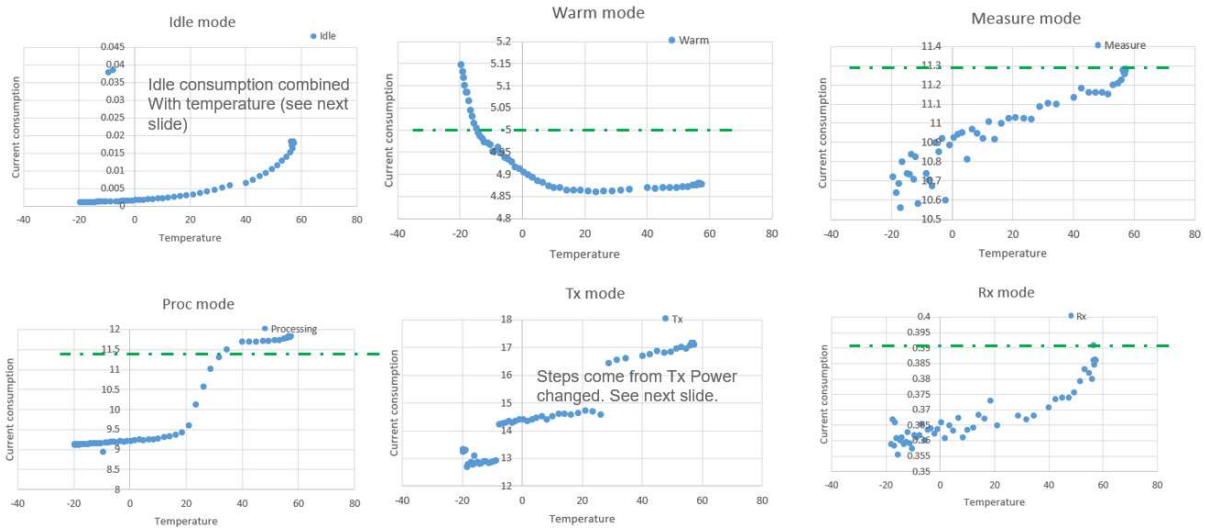 Idle mode
Idle
0.045
0.04
0.035
0.03
0.025
0.02
0.015
0.01
0.005
0
-40 -20 0 20 40 60 80
Current consumption
Temperature
Idle consumption combined
With temperature (see next
slide)
Warm mode
Warm
5.2
5.15
5.1
5.05
5
4.95
4.9
4.85
4.8
-40 -20 0 20 40 60 80
Current consumption
Temperature
Measure mode
Measure
11.4
11.3
11.2
11.1
11
10.9
10.8
10.7
10.6
10.5
-40 -20 0 20 40 60 80
Current consumption
Temperature
Proc mode
Processing
12
11.5
11
10.5
10
9.5
9
8.5
8
-40 -20 0 20 40 60 80
Current consumption
Temperature
Tx mode
Tx
18
17
16
15
14
13
12
-40 -20 0 20 40 60 80
Current consumption
Temperature
Steps come from Tx Power
changed. See next slide.
Rx mode
Rx
0.4
0.395
0.39
0.385
0.38
0.375
0.37
0.365
0.36
0.355
0.35
-40 -20 0 20 40 60 80
Current consumption
Temperature